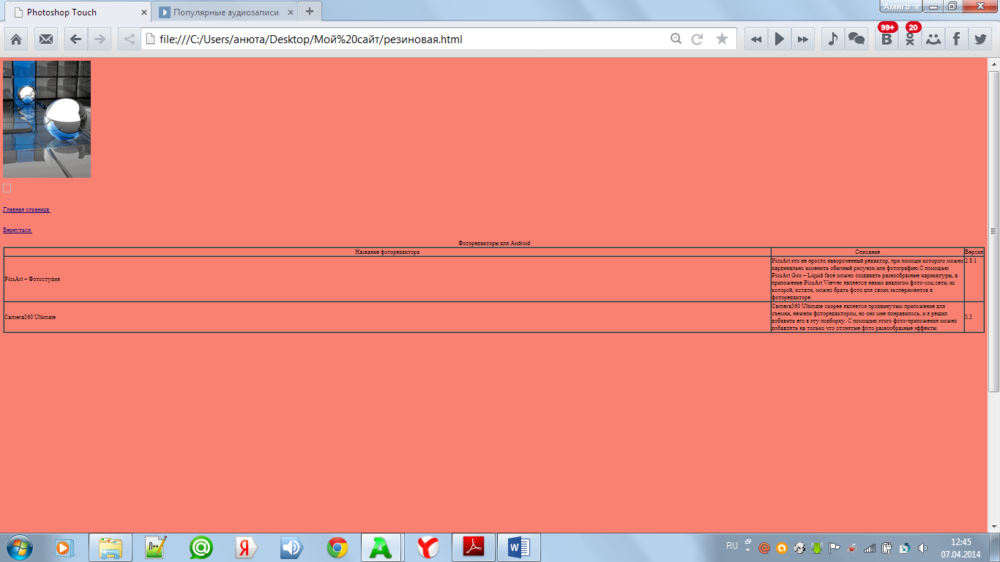 Photoshop Touch
Популярные аудиозаписи
Амиго
file:///C:/Users/анюта/Desktop/Мой%20сайт/резиновая.html
99+
20
Главная страница
Вернуться
Фоторедакторы для Android
Название фоторедактора
Описание
Версия
PicsArt – Фотостудия
PicsArt это не просто навороченный редактор, при помощи которого можно
кардинально изменить обычный рисунок или фотографию.С помощью
PicsArt Goo – Liquid face можно создавать разнообразные карикатуры, а
приложение PicsArt Viewer является неким аналогом фото-соц.сети, из
которой, кстати, можно брать фото для своих экспериментов в
фоторедакторе.
2.8.1
Camera360 Ultimate
Camera360 Ultimate скорее является продвинутым приложение для
съемки, нежели фоторедактором, но оно мне понравилось, и я решил
добавить его в эту подборку. С помощью этого фото-приложения можно
добавлять на только что отснятые фото разнообразные эффекты.
3.3
RU
12:45
07.04.2014